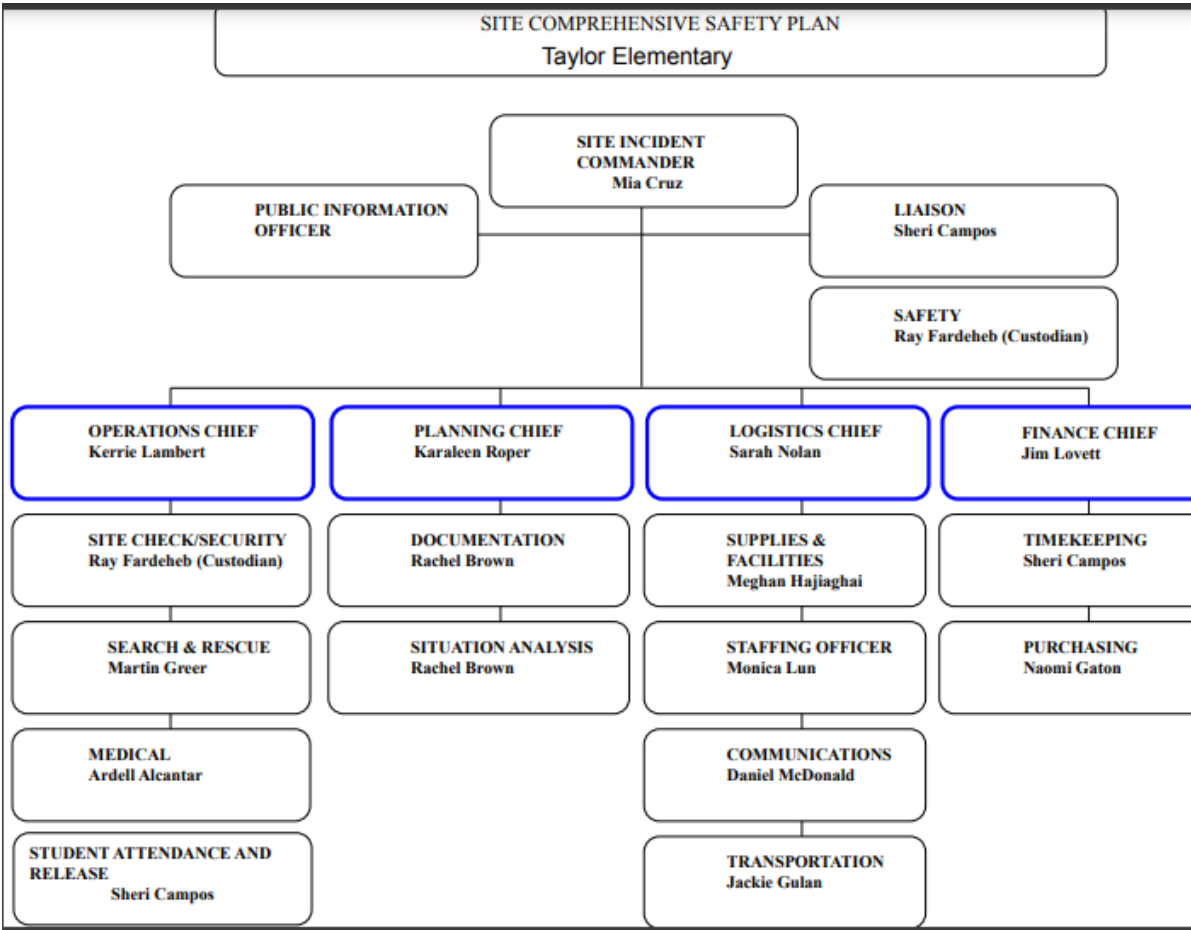 SITE COMPREHENSIVE SAFETY PLAN
Taylor Elementary
SITE INCIDENT
COMMANDER
Mia Cruz
PUBLIC INFORMATION
OFFICER
LIAISON
Sheri Campos
SAFETY
Ray Fardeheb (Custodian)
OPERATIONS CHIEF
Kerrie Lambert
PLANNING CHIEF
Karaleen Roper
LOGISTICS CHIEF
Sarah Nolan
FINANCE CHIEF
Jim Lovett
SITE CHECK/SECURITY
Ray Fardeheb (Custodian)
DOCUMENTATION
Rachel Brown
SUPPLIES &
FACILITIES
Meghan Hajiaghai
TIMEKEEPING
Sheri Campos
SEARCH & RESCUE
Martin Greer
SITUATION ANALYSIS
Rachel Brown
STAFFING OFFICER
Monica Lun
PURCHASING
Naomi Gaton
MEDICAL
Ardell Alcantar
COMMUNICATIONS
Daniel McDonald
STUDENT ATTENDANCE AND
RELEASE
Sheri Campos
TRANSPORTATION
Jackie Gulan